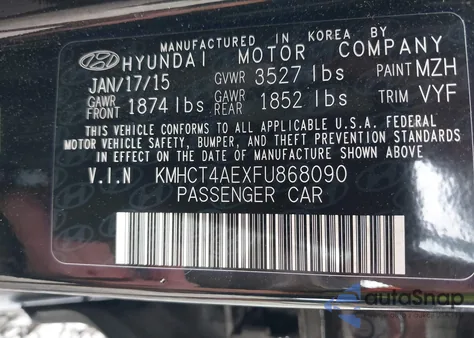 MANUFACTURED IN KOREA BY
HYUNDAI MOTOR COMPANY
JAN/17/15 GVWR 3527 lbs PAINT MZH
GAWR FRONT 1874 lbs GAWR REAR 1852 lbs TRIM VYF
THIS VEHICLE CONFORMS TO ALL APPLICABLE U.S.A. FEDERAL
MOTOR VEHICLE SAFETY, BUMPER, AND THEFT PREVENTION STANDARDS
IN EFFECT ON THE DATE OF MANUFACTURE SHOWN ABOVE.
V.I.N KMHCT4AEXFU868090
PASSENGER CAR
autoSnap